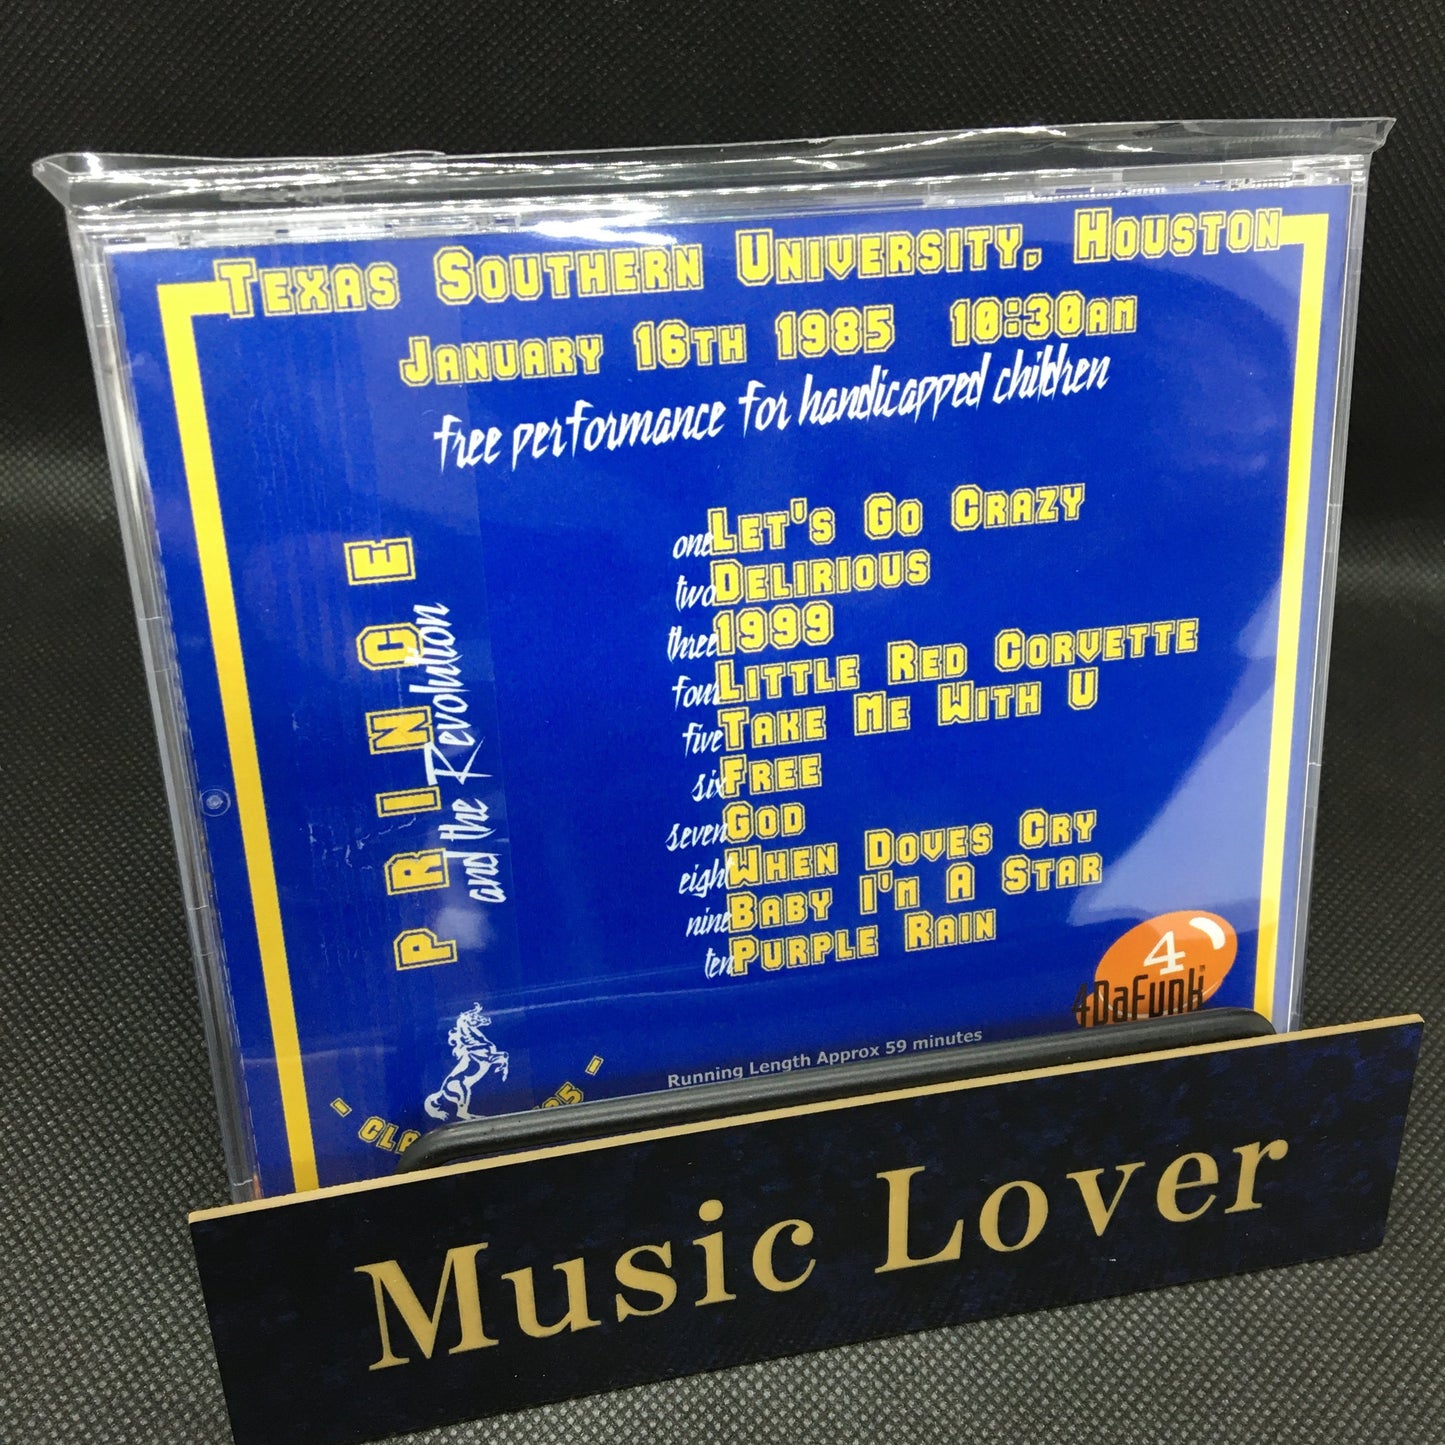 Texas Southern University, Houston
January 16th 1985 10:30am
free performance for handicapped children
PRINCE
and the Revolution
one Let's Go Crazy
two Delirious
three 1999
four Little Red Corvette
five Take Me With U
six Free
seven God
eight When Doves Cry
nine Baby I'm A Star
ten Purple Rain
4
4DaFunk
Running Length Approx 59 minutes
Music Lover